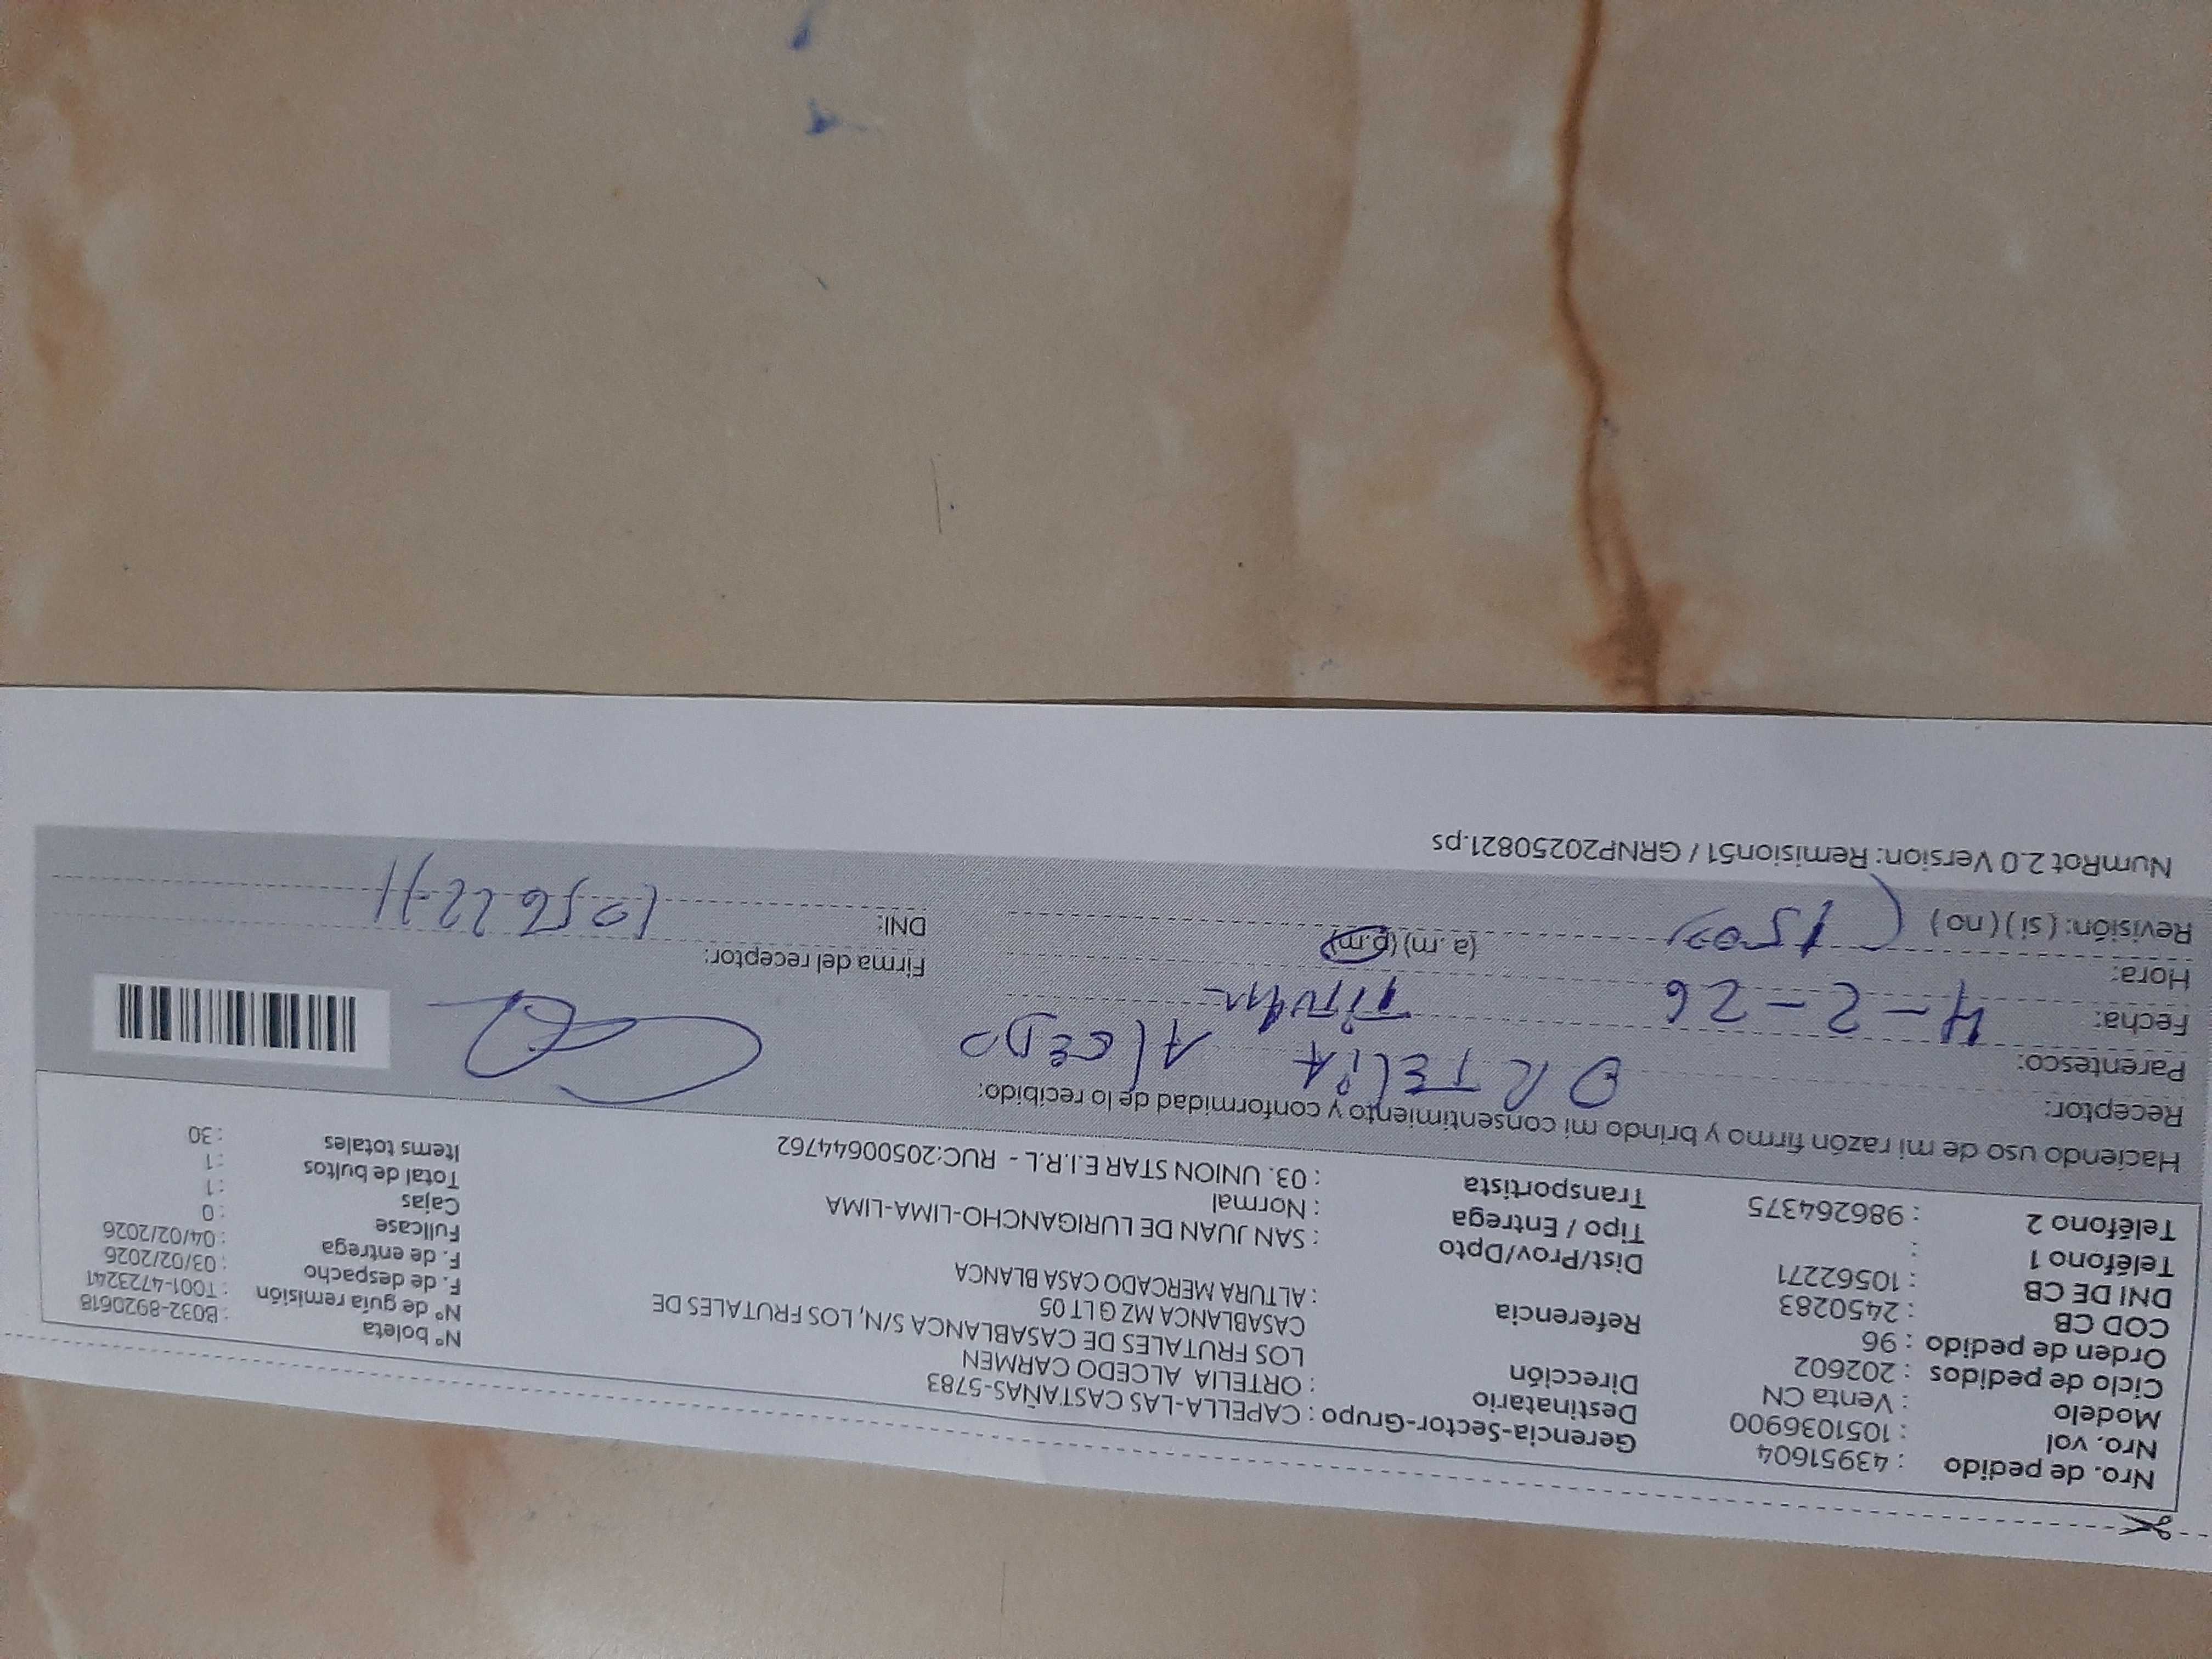 Nro. de pedido : 43951604
Nro. vol : 1051036900
Modelo : Venta CN
Ciclo de pedidos : 202602
Orden de pedido : 96
COD CB : 2450283
DNI DE CB : 10562271
Teléfono 1 :
Teléfono 2 : 986264375
Gerencia-Sector-Grupo : CAPELLA-LAS CASTAÑAS-5783
Destinatario : ORTELIA ALCEDO CARMEN
Dirección LOS FRUTALES DE CASABLANCA S/N, LOS FRUTALES DE
CASABLANCA MZ G LT 05
Referencia : ALTURA MERCADO CASA BLANCA
Dist/Prov/Dpto : SAN JUAN DE LURIGANCHO-LIMA-LIMA
Tipo / Entrega : Normal
Transportista : 03. UNION STAR E.I.R.L - RUC:20500644762
Nº boleta : B032-8920618
Nº de guía remisión : T001-4723241
F. de despacho : 03/02/2026
F. de entrega : 04/02/2026
Fullcase : 0
Cajas : 1
Total de bultos : 1
Items totales : 30
Haciendo uso de mi razón firmo y brindo mi consentimiento y conformidad de lo recibido:
Receptor: ORTELiA AlCEDO
Parentesco: Titular
Fecha: 4-2-26
Hora: 1500 (a.m) (p.m)
Revisión: ( si ) ( no )
Firma del receptor:
DNI: 10562271
NumRot 2.0 Version: Remision51 / GRNP20250821.ps